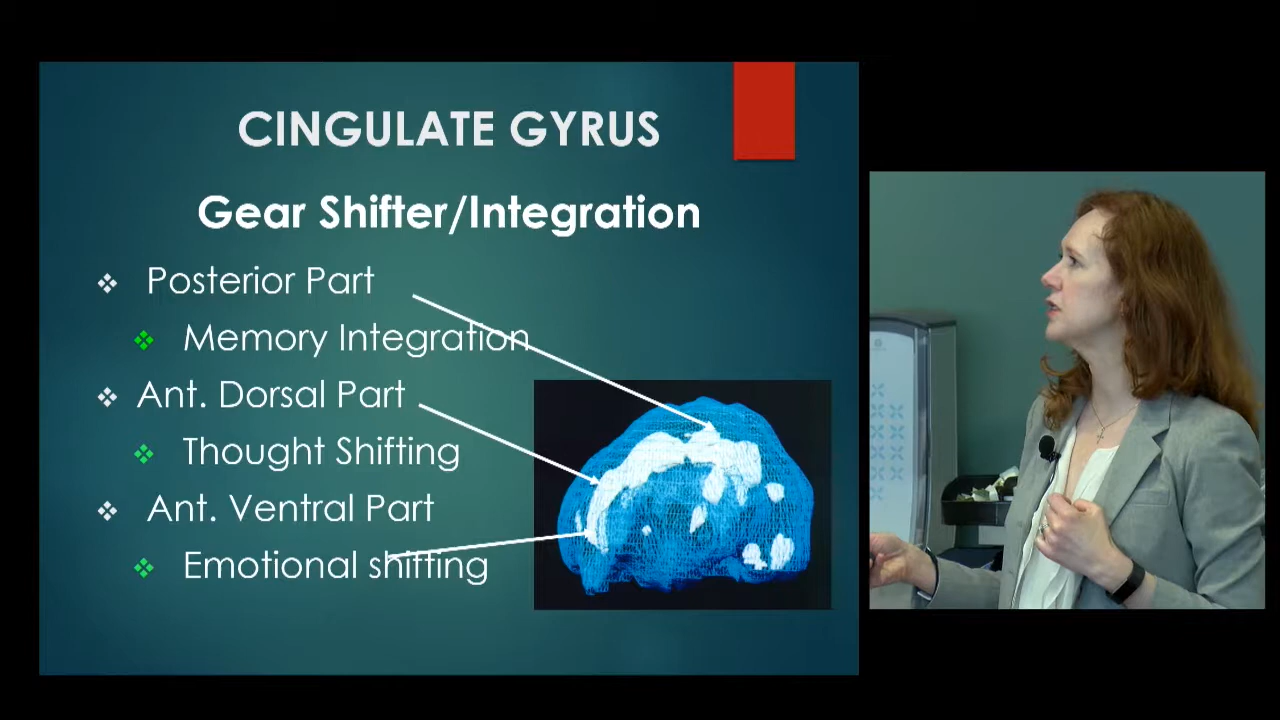 CINGULATE GYRUS
Gear Shifter/Integration
Posterior Part
Memory Integration
Ant. Dorsal Part
Thought Shifting
Ant. Ventral Part
Emotional shifting